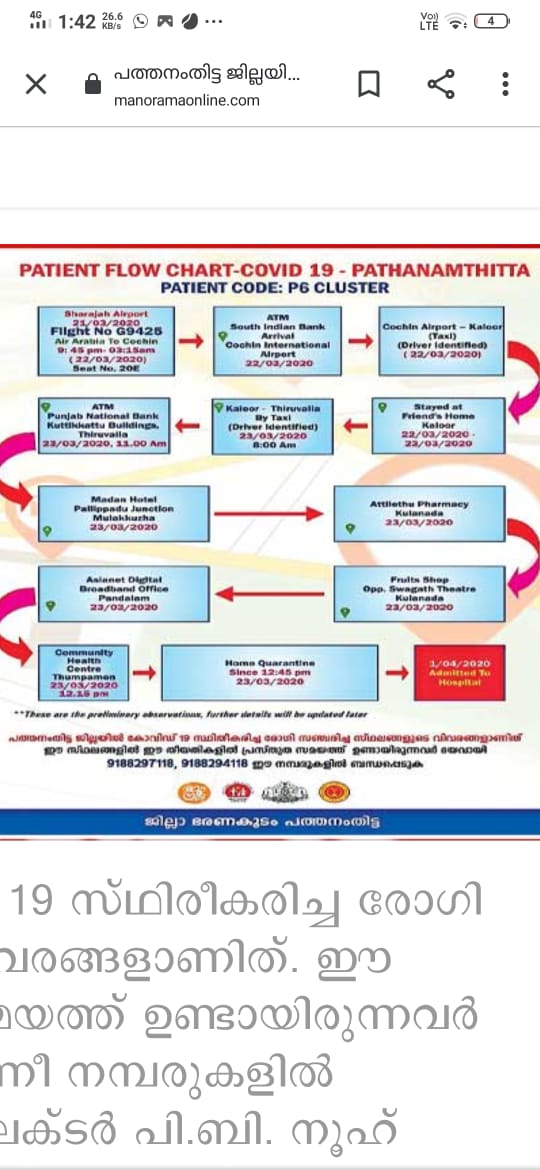 4G 1:42 26.6 KB/s ... Vo) LTE 4
പത്തനംതിട്ട ജില്ലയി...
manoramaonline.com
PATIENT FLOW CHART-COVID 19 - PATHANAMTHITTA
PATIENT CODE: P6 CLUSTER
Sharajah Airport
21/03/2020
Flight No G9425
Air Arabia To Cochin
9: 45 pm- 03:15am
( 22/03/2020)
Seat No. 20E
ATM
South Indian Bank
Arrival
Cochin International
Airport
22/03/2020
Cochin Airport – Kaloor
(Taxi)
(Driver Identified)
( 22/03/2020)
Stayed at
Friend's Home
Kaloor
22/03/2020 -
23/03/2020
Kaloor - Thiruvalla
By Taxi
(Driver Identified)
23/03/2020
8:00 Am
ATM
Punjab National Bank
Kuttikkattu Buildings,
Thiruvalla
23/03/2020, 11.00 Am
Madan Hotel
Pallippadu Junction
Mulakkuzha
23/03/2020
Attilethu Pharmacy
Kulanada
23/03/2020
Fruits Shop
Opp. Swagath Theatre
Kulanada
23/03/2020
Asianet Digital
Broadband Office
Pandalam
23/03/2020
Community
Health
Centre
Thumpamon
23/03/2020
12.15 pm
Home Quarantine
Since 12:45 pm
23/03/2020
1/04/2020
Admitted To
Hospital
**These are the preliminary observations, further details will be updated later
പത്തനംതിട്ട ജില്ലയിൽ കോവിഡ് 19 സ്ഥിരീകരിച്ച രോഗി സഞ്ചരിച്ച സ്ഥലങ്ങളുടെ വിവരങ്ങളാണിത്
ഈ സ്ഥലങ്ങളിൽ ഈ തീയതികളിൽ പ്രസ്തുത സമയത്ത് ഉണ്ടായിരുന്നവർ ദയവായി
9188297118, 9188294118 ഈ നമ്പരുകളിൽ ബന്ധപ്പെടുക
ജില്ലാ ഭരണകൂടം പത്തനംതിട്ട
19 സ്ഥിരീകരിച്ച രോഗി
വരങ്ങളാണിത്. ഈ
മയത്ത് ഉണ്ടായിരുന്നവർ
ന്നീ നമ്പരുകളിൽ
ലക്ടർ പി.ബി. നൂഹ്